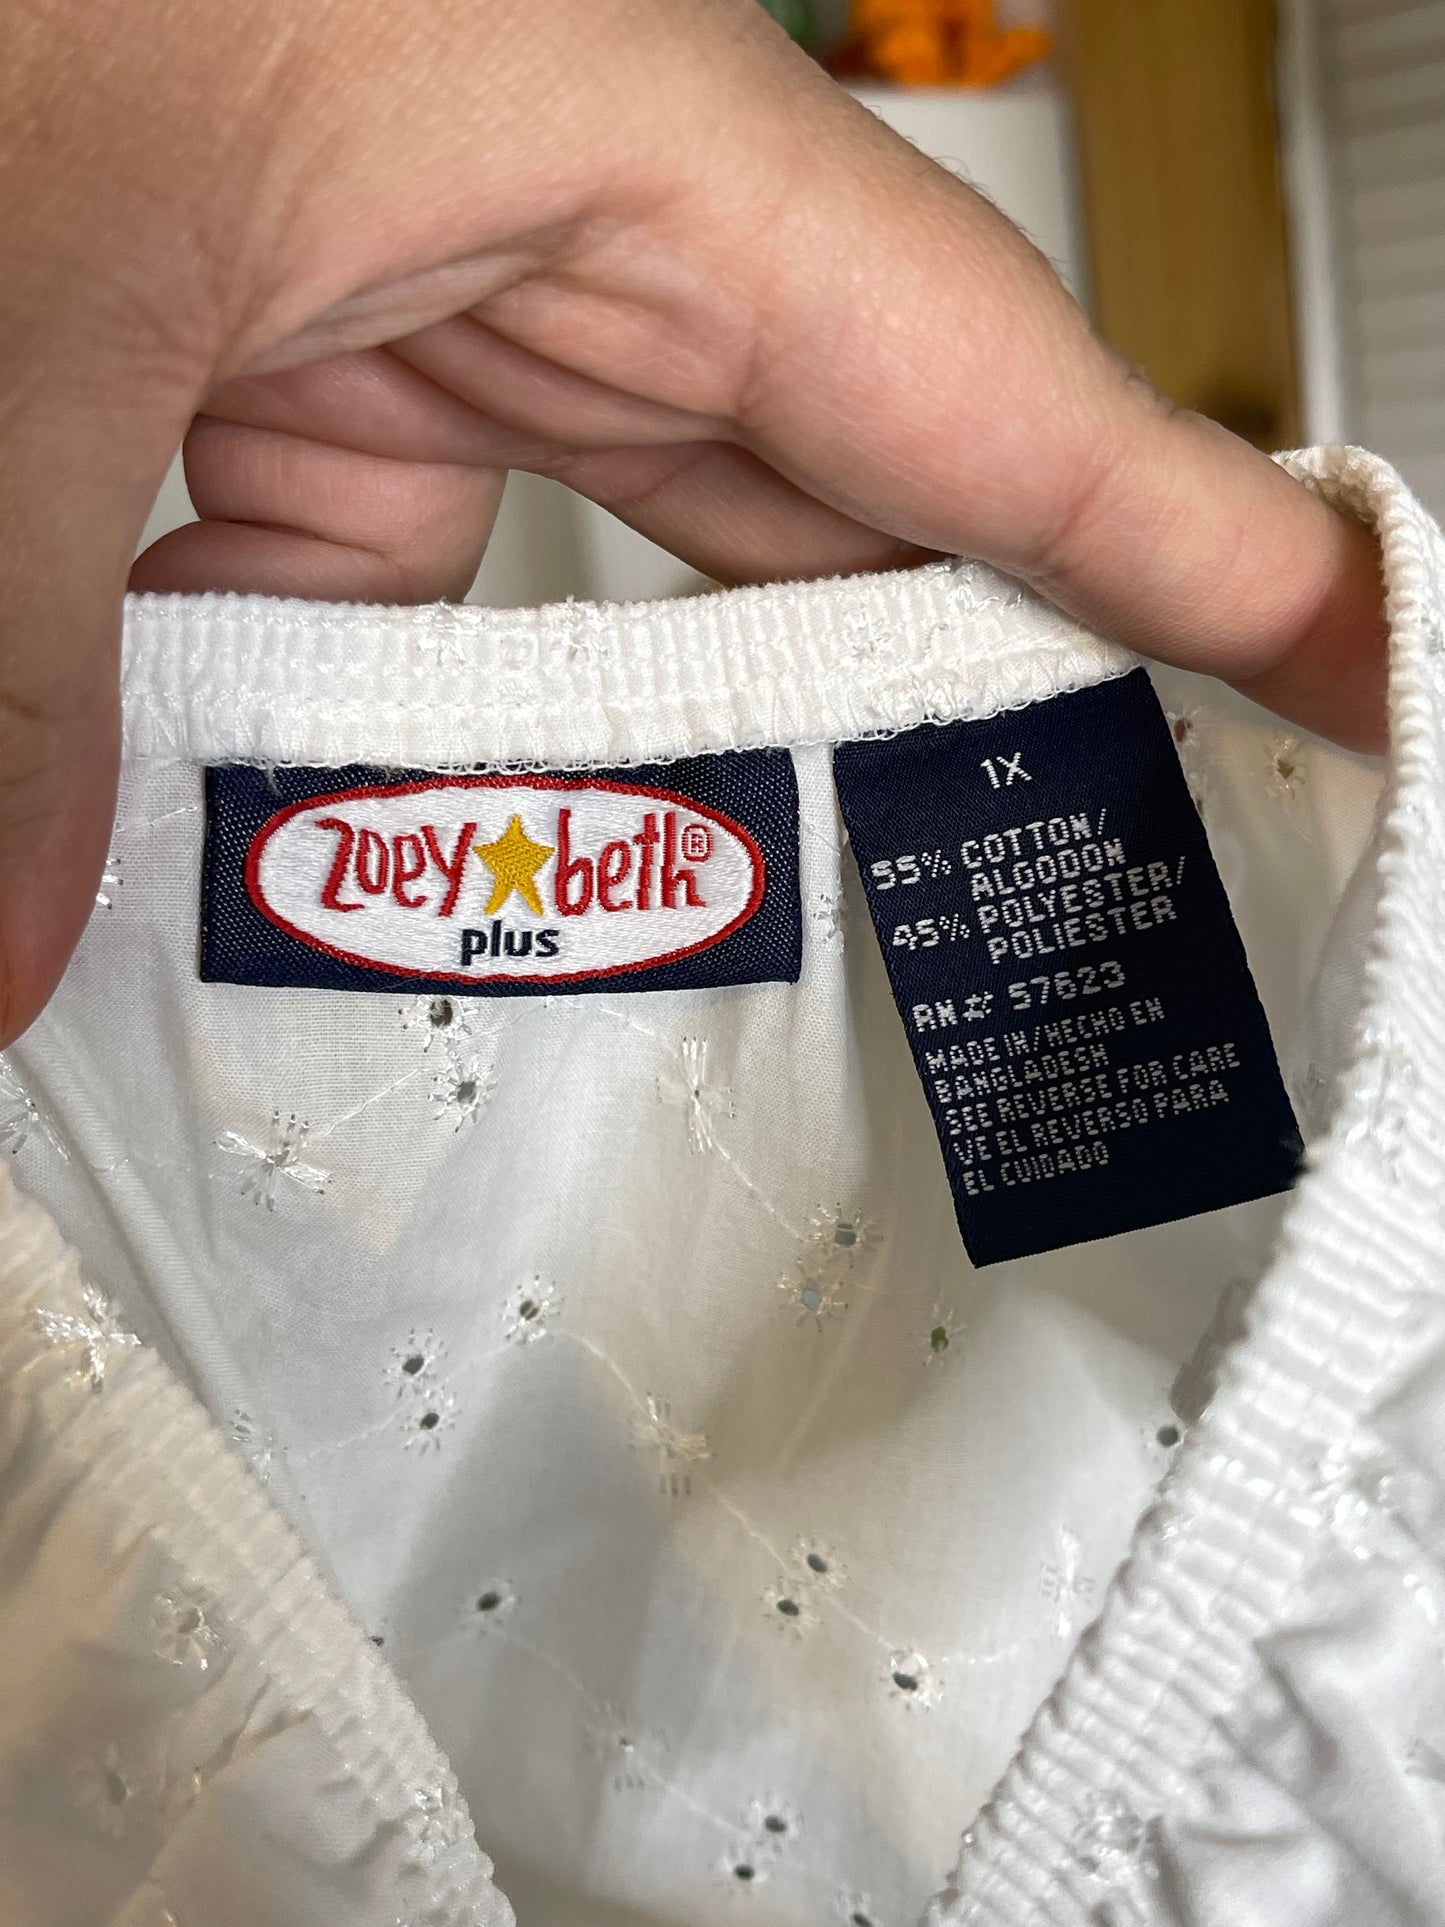 Zoey beth®
plus
1X
55% COTTON/
ALGODON
45% POLYESTER/
POLIESTER
RN# 57623
MADE IN/HECHO EN
BANGLADESH
SEE REVERSE FOR CARE
VE EL REVERSO PARA
EL CUIDADO